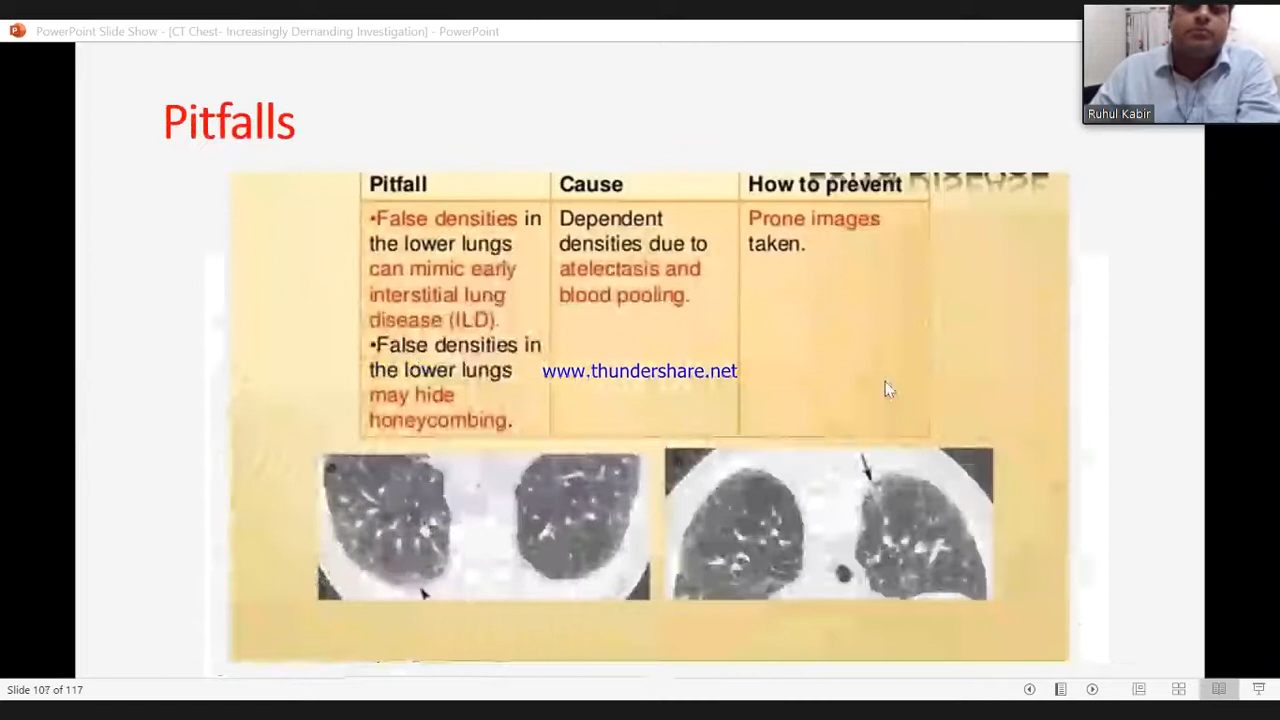 PowerPoint Slide Show - [CT Chest- Increasingly Demanding Investigation] - PowerPoint
Ruhul Kabir
Pitfalls
DISEASE
Pitfall
Cause
How to prevent
•False densities in
the lower lungs
can mimic early
interstitial lung
disease (ILD).
•False densities in
the lower lungs
may hide
honeycombing.
Dependent
densities due to
atelectasis and
blood pooling.
Prone images
taken.
www.thundershare.net
Slide 107 of 117